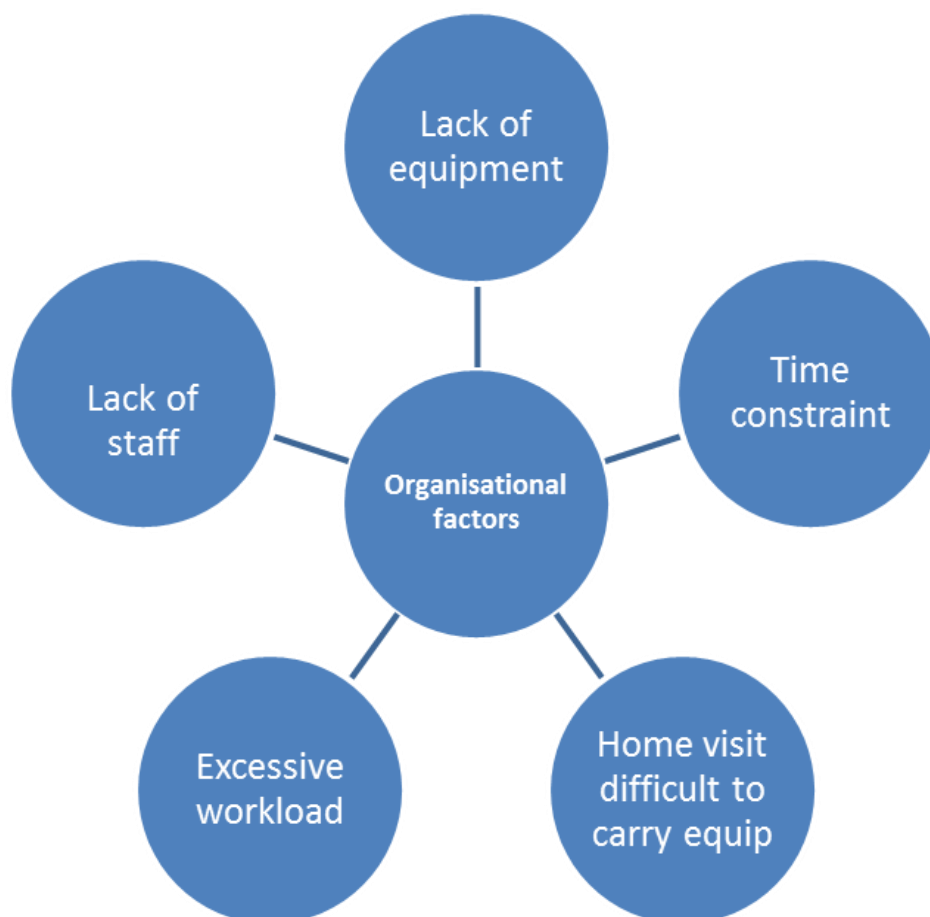 Lack of
equipment
Time
constraint
Lack of
staff
Organisational
factors
Excessive
workload
Home visit
difficult to
carry equip